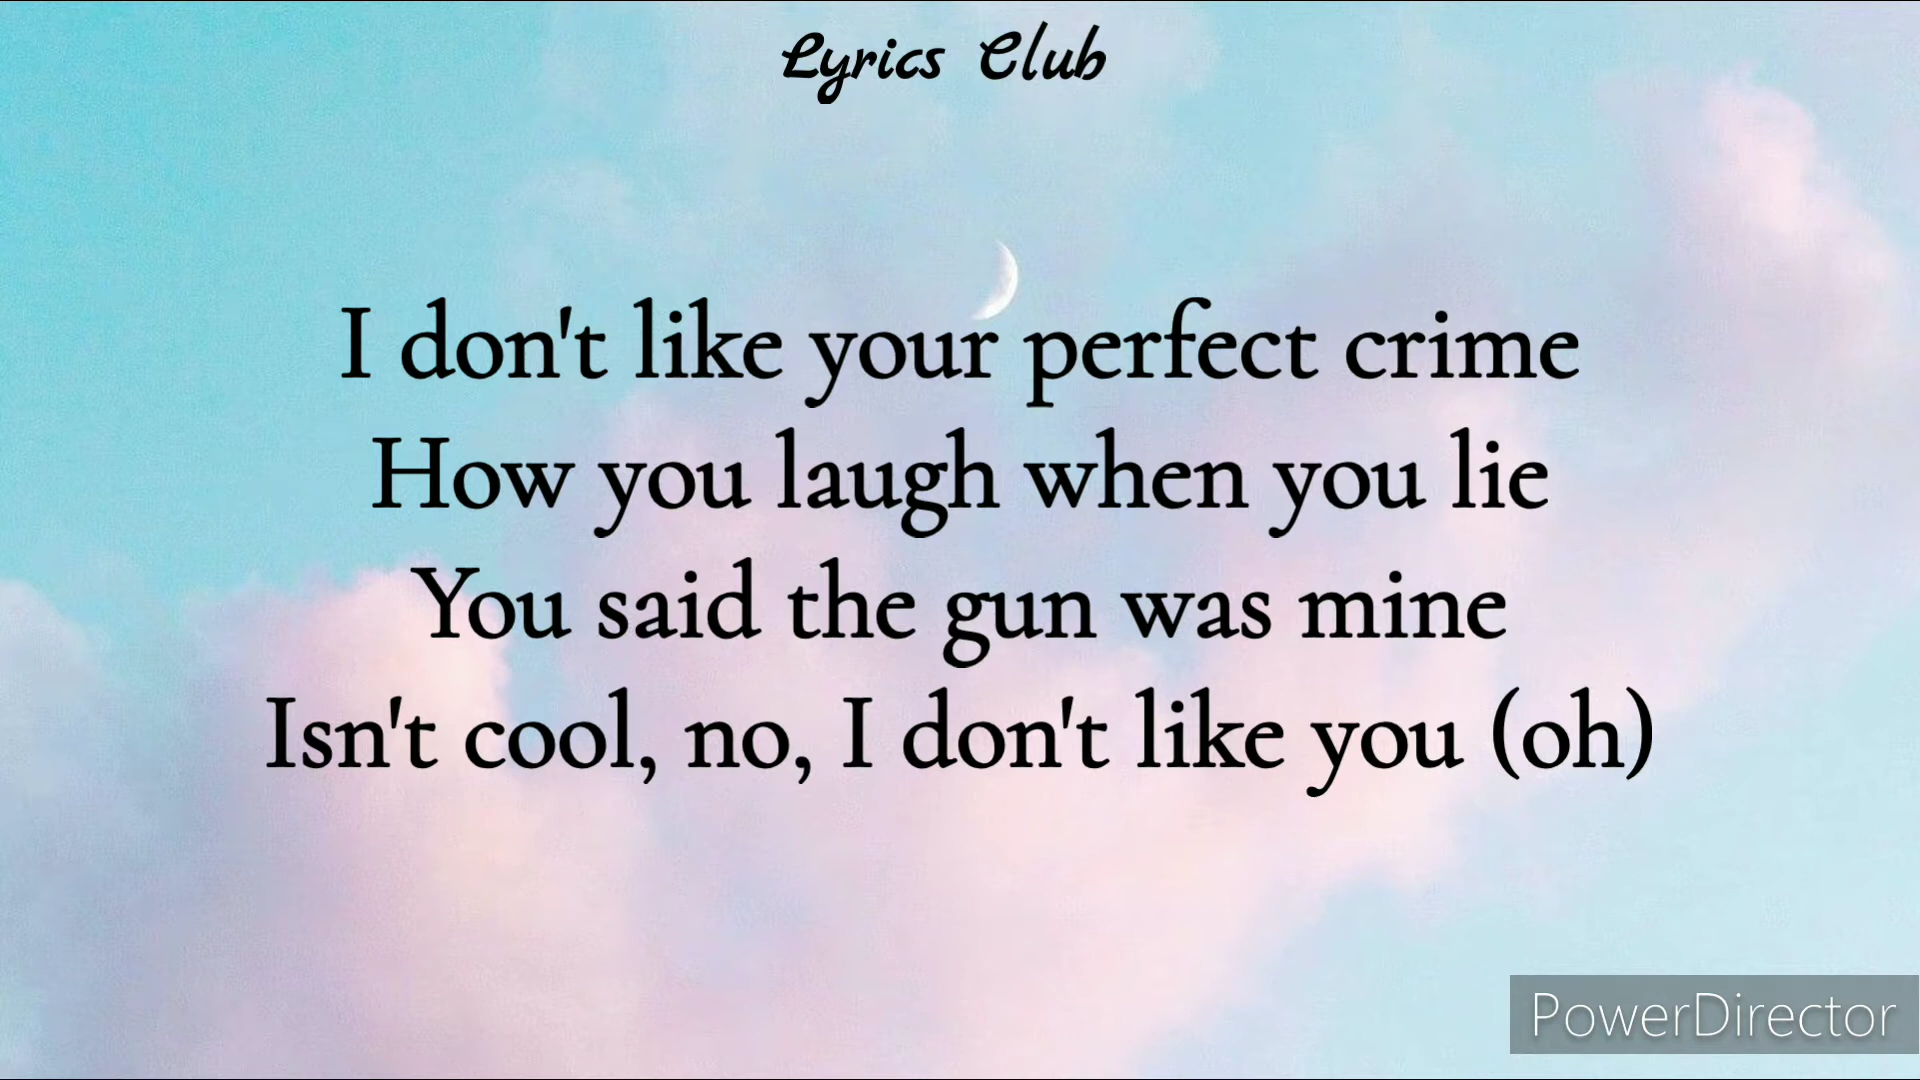 Lyrics Club
I don't like your perfect crime
How you laugh when you lie
You said the gun was mine
Isn't cool, no, I don't like you (oh)
PowerDirector